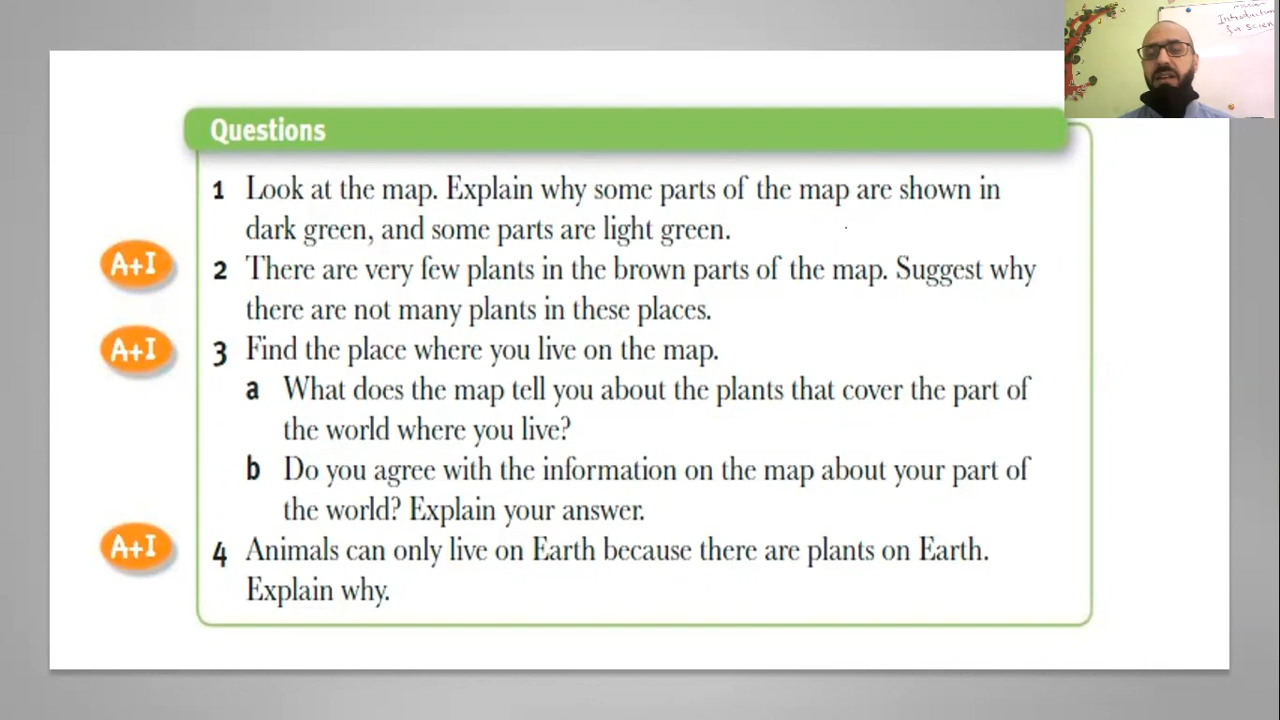 Introduction
for Scien
Questions
1 Look at the map. Explain why some parts of the map are shown in
dark green, and some parts are light green.
A+I
2 There are very few plants in the brown parts of the map. Suggest why
there are not many plants in these places.
A+I
3 Find the place where you live on the map.
a What does the map tell you about the plants that cover the part of
the world where you live?
b Do you agree with the information on the map about your part of
the world? Explain your answer.
A+I
4 Animals can only live on Earth because there are plants on Earth.
Explain why.